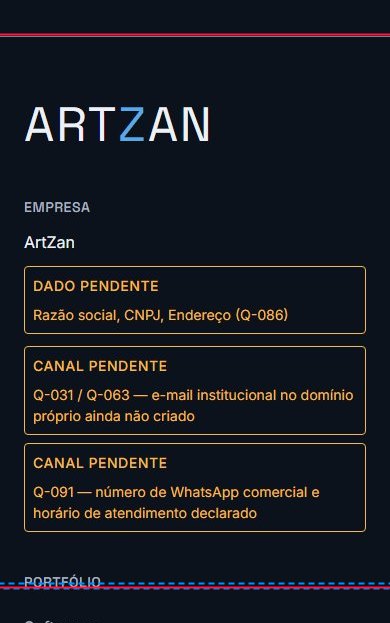 ARTZAN
EMPRESA
ArtZan
DADO PENDENTE
Razão social, CNPJ, Endereço (Q-086)
CANAL PENDENTE
Q-031 / Q-063 — e-mail institucional no domínio
próprio ainda não criado
CANAL PENDENTE
Q-091 — número de WhatsApp comercial e
horário de atendimento declarado
PORTFÓLIO